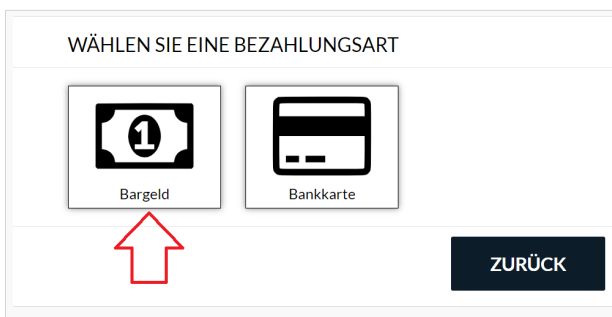 WÄHLEN SIE EINE BEZAHLUNGSART
1
Bargeld
Bankkarte
ZURÜCK